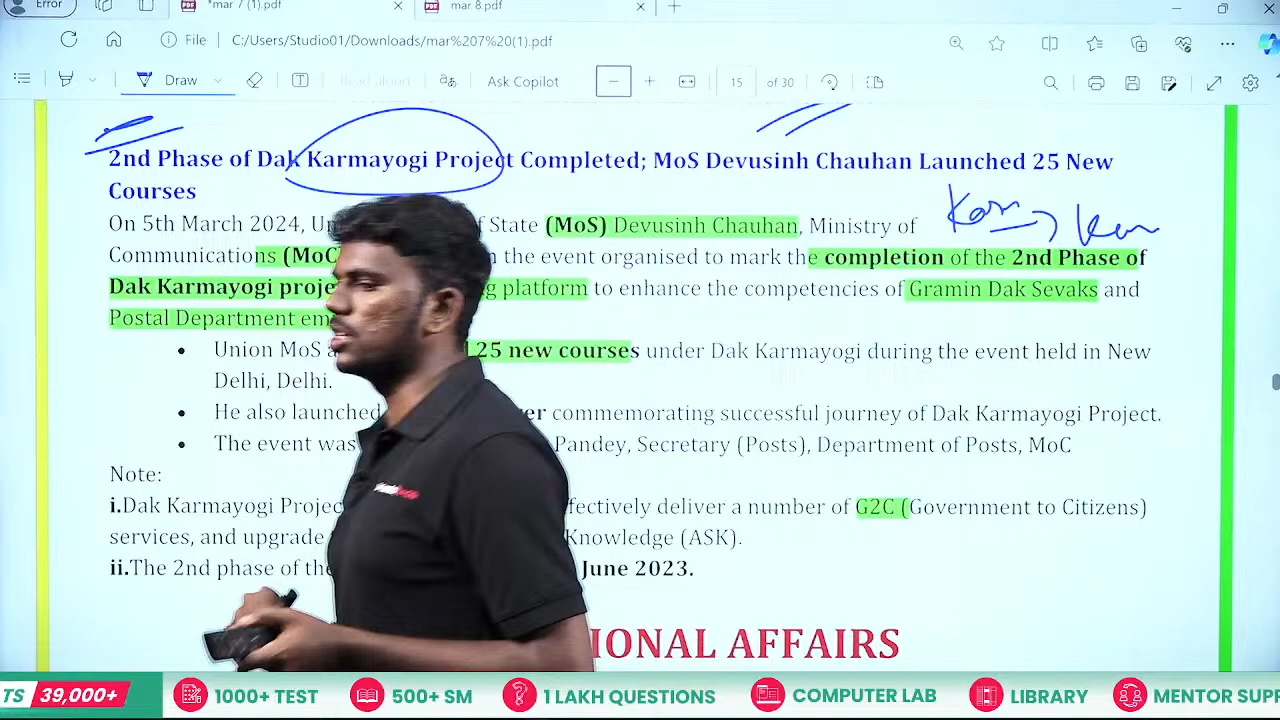 Error
*mar 7 (1).pdf
mar 8.pdf
File
C:/Users/Studio01/Downloads/mar%207%20(1).pdf
Draw
Read aloud
Ask Copilot
15 of 30
2nd Phase of Dak Karmayogi Project Completed; MoS Devusinh Chauhan Launched 25 New
Courses
On 5th March 2024, of State (MoS) Devusinh Chauhan, Ministry of
Communications (MoC the event organised to mark the completion of the 2nd Phase of
Dak Karmayogi platform to enhance the competencies of Gramin Dak Sevaks and
Postal Department
Union MoS 25 new courses under Dak Karmayogi during the event held in New
Delhi, Delhi.
He also launched commemorating successful journey of Dak Karmayogi Project.
The event was Pandey, Secretary (Posts), Department of Posts, MoC
Note:
i.Dak Karmayogi deliver a number of G2C (Government to Citizens)
services, and upgrade Knowledge (ASK).
ii.The 2nd phase of the June 2023.
IONAL AFFAIRS
TS 39,000+ 1000+ TEST 500+ SM 1 LAKH QUESTIONS COMPUTER LAB LIBRARY MENTOR SUP